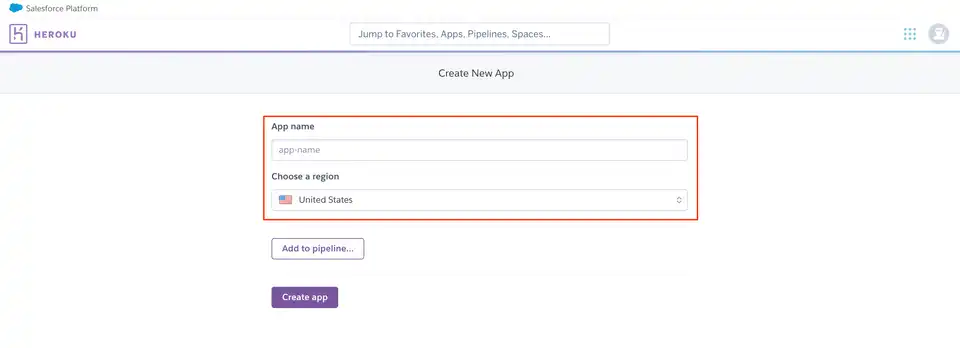 Salesforce Platform
HEROKU
Jump to Favorites, Apps, Pipelines, Spaces...
Create New App
App name
app-name
Choose a region
United States
Add to pipeline...
Create app